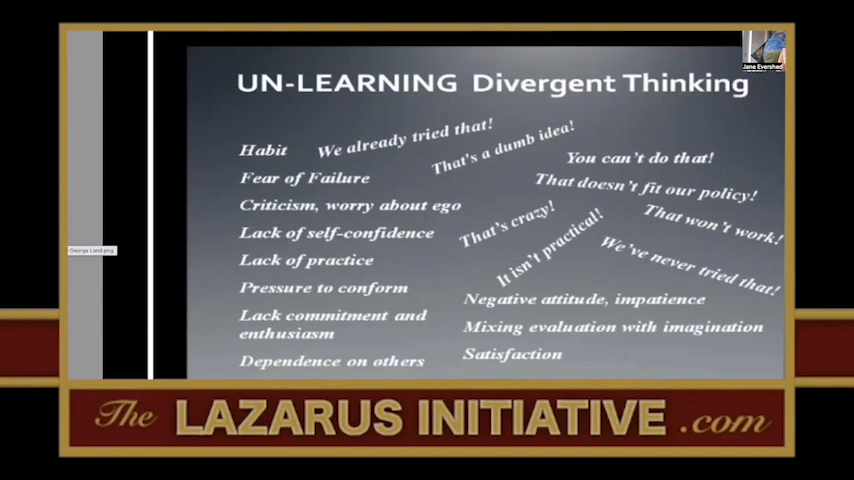 Jane Evershed
UN-LEARNING Divergent Thinking
Habit
We already tried that!
That's a dumb idea!
You can't do that!
Fear of Failure
That doesn't fit our policy!
Criticism, worry about ego
That's crazy!
That won't work!
Lack of self-confidence
It isn't practical!
We've never tried that!
Lack of practice
Pressure to conform
Lack commitment and
enthusiasm
Dependence on others
Negative attitude, impatience
Mixing evaluation with imagination
Satisfaction
George Land.png
The LAZARUS INITIATIVE .com